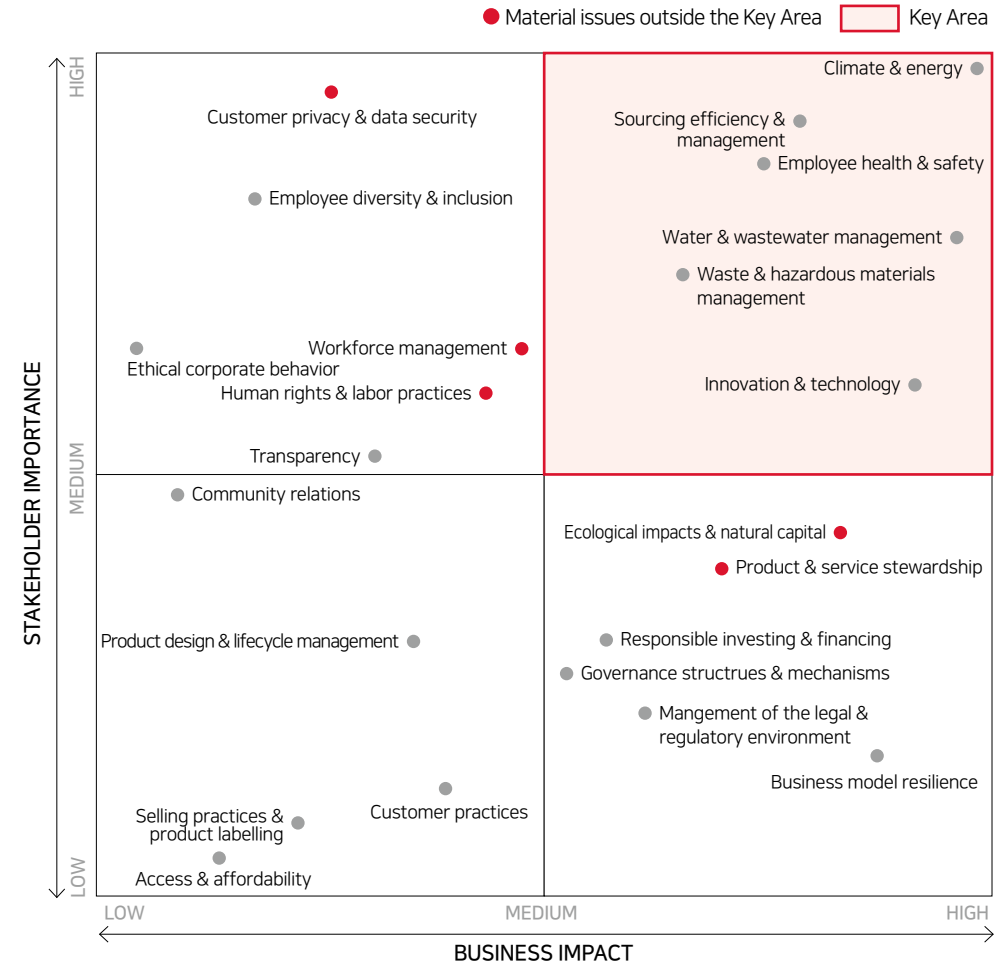 Material issues outside the Key Area
Key Area
HIGH
Climate & energy
Customer privacy & data security
Sourcing efficiency &
management
Employee health & safety
Employee diversity & inclusion
Water & wastewater management
Waste & hazardous materials
management
Workforce management
Ethical corporate behavior
Human rights & labor practices
Innovation & technology
Transparency
STAKEHOLDER IMPORTANCE
MEDIUM
Community relations
Ecological impacts & natural capital
Product & service stewardship
Product design & lifecycle management
Responsible investing & financing
Governance structrues & mechanisms
Mangement of the legal &
regulatory environment
Business model resilience
Customer practices
Selling practices &
product labelling
Access & affordability
LOW
LOW
MEDIUM
HIGH
BUSINESS IMPACT